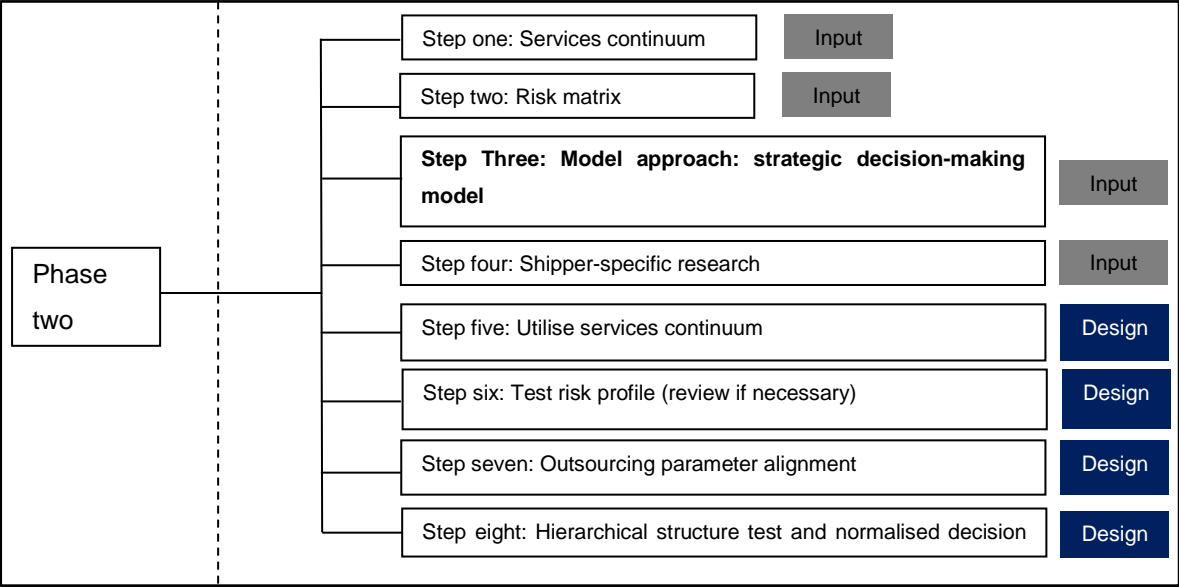 Step one: Services continuum
Input
Step two: Risk matrix
Input
Step Three: Model approach: strategic decision-making
model
Input
Step four: Shipper-specific research
Input
Phase
two
Step five: Utilise services continuum
Design
Step six: Test risk profile (review if necessary)
Design
Step seven: Outsourcing parameter alignment
Design
Step eight: Hierarchical structure test and normalised decision
Design